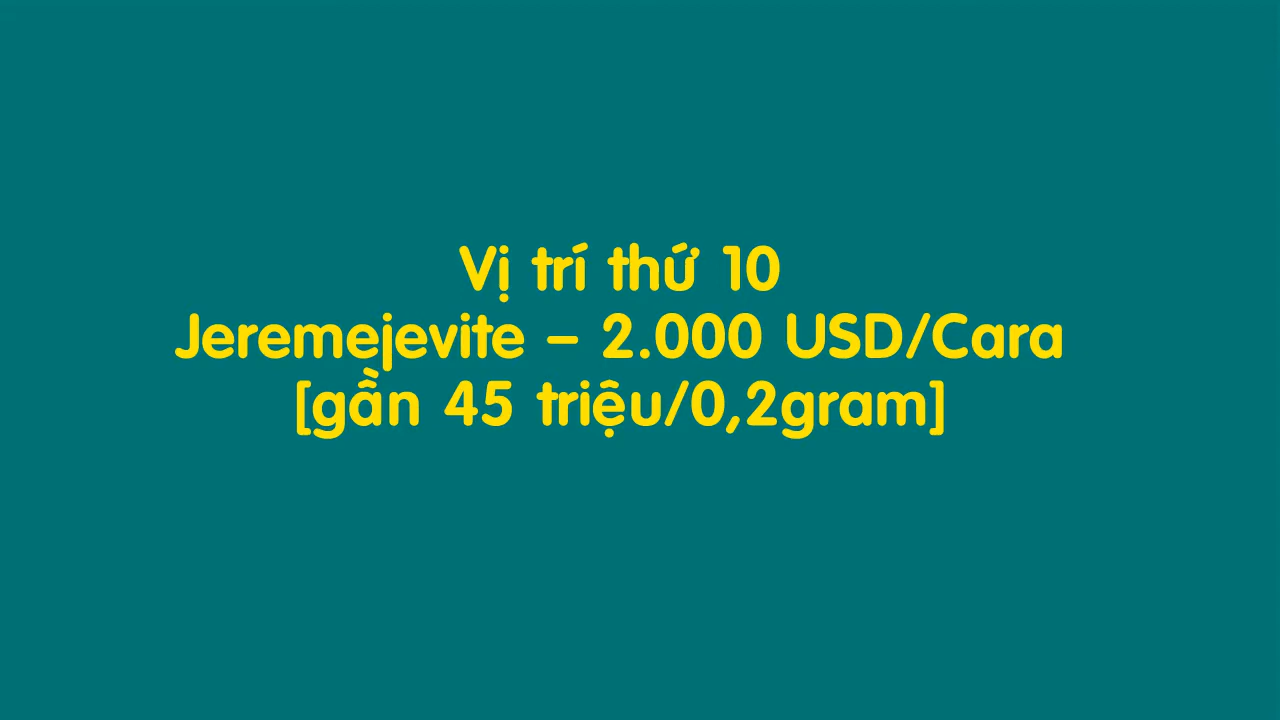 Vị trí thứ 10
Jeremejevite – 2.000 USD/Cara
[gần 45 triệu/0,2gram]